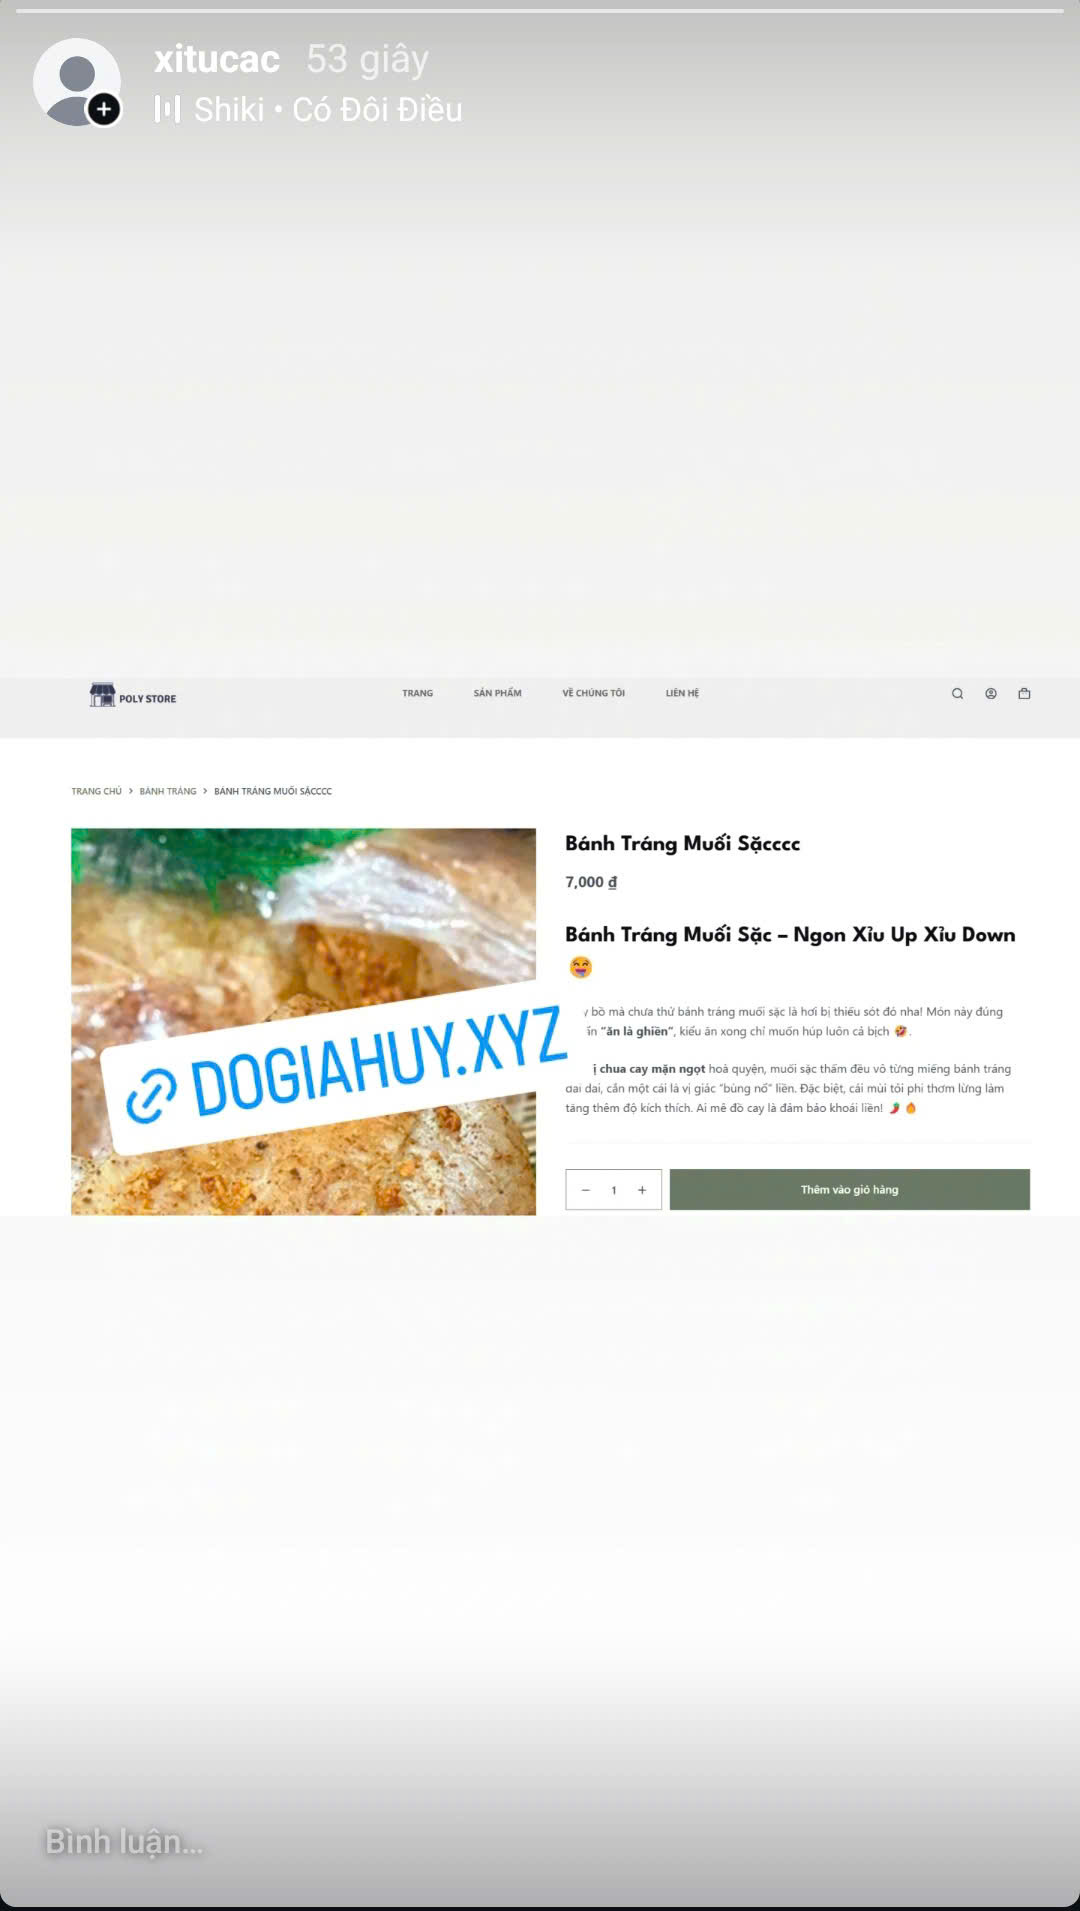 xitucac 53 giây
Shiki • Có Đôi Điều
POLY STORE
TRANG
SẢN PHẨM
VỀ CHÚNG TÔI
LIÊN HỆ
TRANG CHỦ > BÁNH TRÁNG > BÁNH TRÁNG MUỐI SẶCCCC
Bánh Tráng Muối Sặcccc
7,000 ₫
Bánh Tráng Muối Sặc – Ngon Xỉu Up Xỉu Down
😝
bồ mà chưa thử bánh tráng muối sặc là hơi bị thiếu sót đó nha! Món này đúng
"ăn là ghiền", kiểu ăn xong chỉ muốn húp luôn cả bịch 🤣.
chua cay mặn ngọt hoà quyện, muối sặc thấm đều vô từng miếng bánh tráng
dai dai, cắn một cái là vị giác "bùng nổ" liền. Đặc biệt, cái mùi tỏi phi thơm lừng làm
tăng thêm độ kích thích. Ai mê đồ cay là đảm bảo khoái liền! 🌶️🔥
DOGIAHUY.XYZ
− 1 +
Thêm vào giỏ hàng
Bình luận...